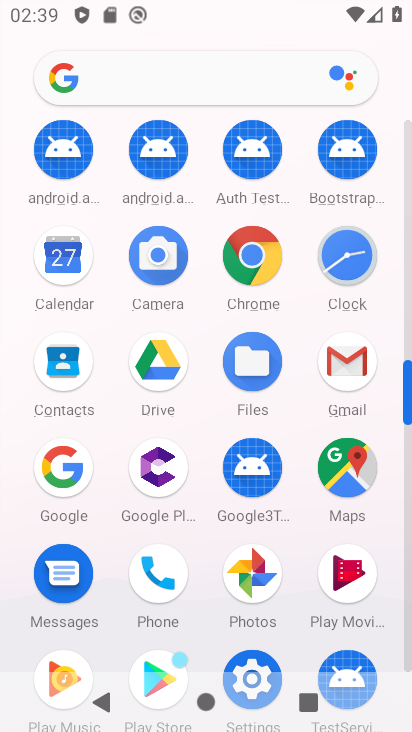 02:39
android.a... android.a... Auth Test... Bootstrap...
27
Calendar Camera Chrome Clock
Contacts Drive Files Gmail
Google Google Pl... Google3T... Maps
Messages Phone Photos Play Movi...
Play Music Play Store Settings TestServi...